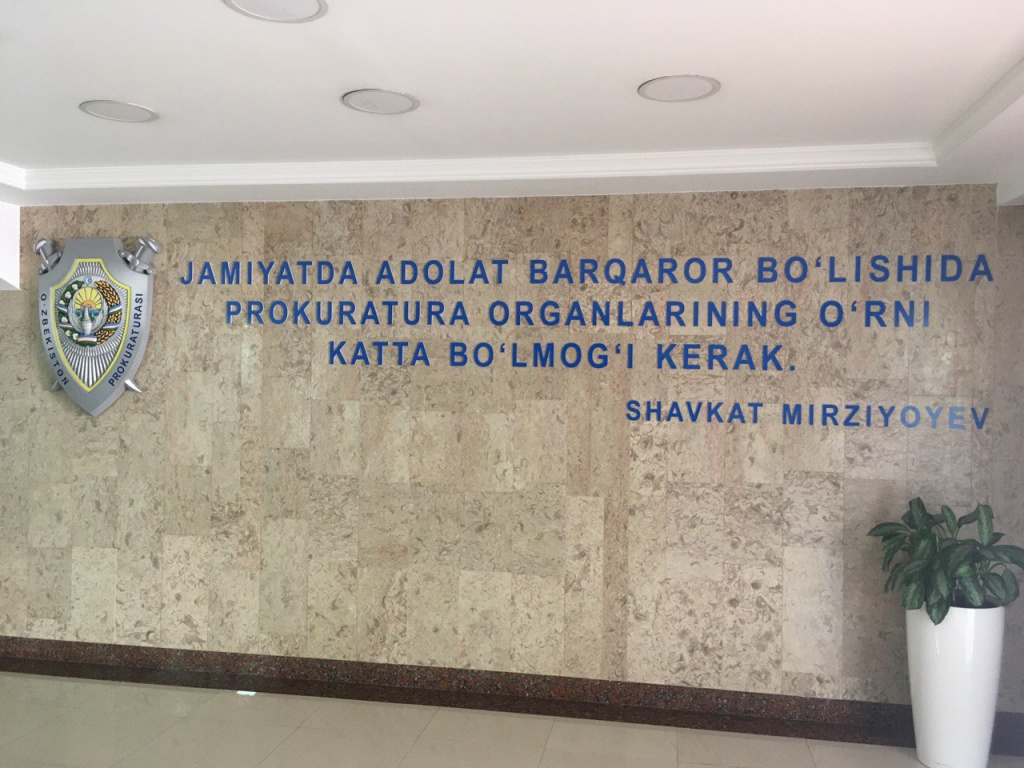 O'ZBEKISTON
PROKURATURASI
JAMIYATDA ADOLAT BARQAROR BO‘LISHIDA
PROKURATURA ORGANLARINING O‘RNI
KATTA BO‘LMOG‘I KERAK.
SHAVKAT MIRZIYOYEV